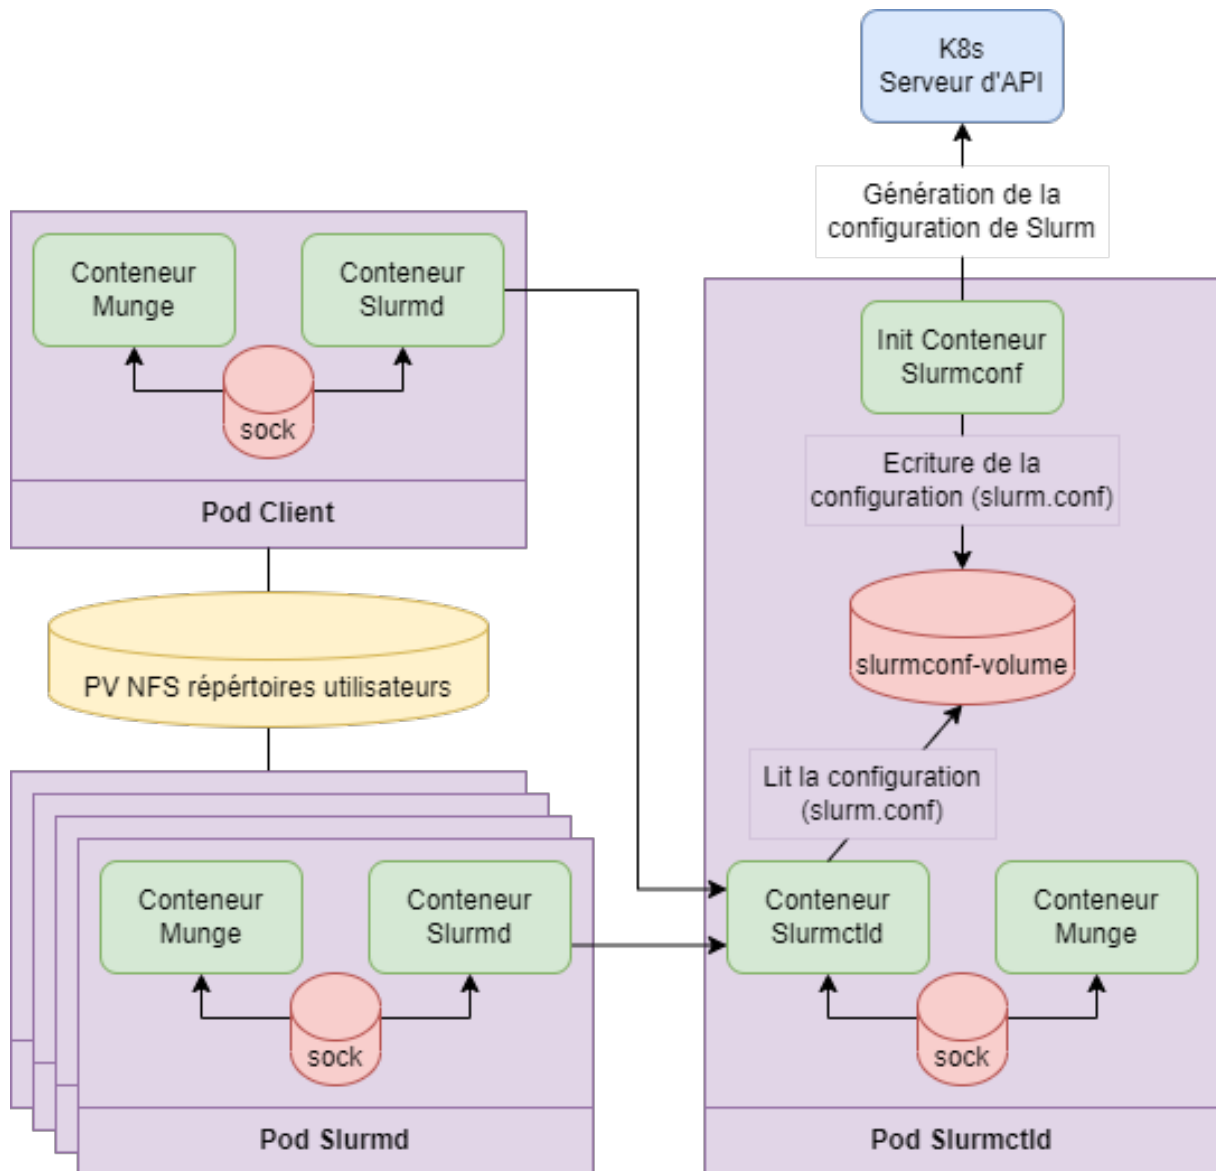 K8s
Serveur d'API
Génération de la
configuration de Slurm
Conteneur
Munge
Conteneur
Slurmd
sock
Pod Client
Init Conteneur
Slurmconf
Ecriture de la
configuration (slurm.conf)
slurmconf-volume
PV NFS répértoires utilisateurs
Lit la configuration
(slurm.conf)
Conteneur
Munge
Conteneur
Slurmd
sock
Pod Slurmd
Conteneur
Slurmctld
Conteneur
Munge
sock
Pod Slurmctld